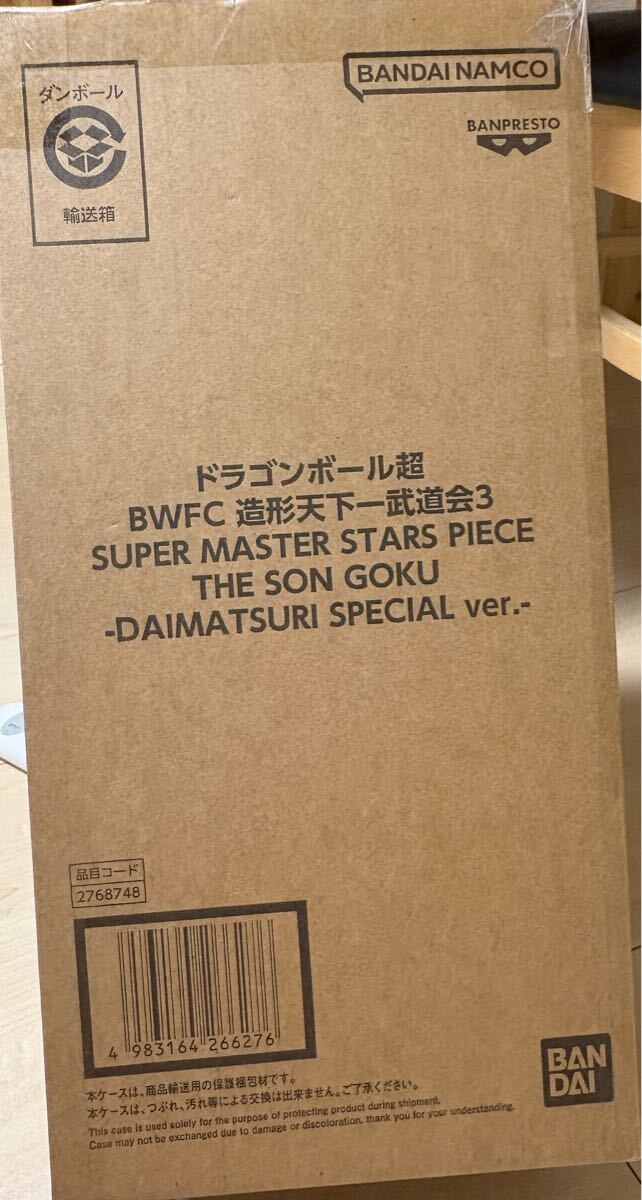 ダンボール
輸送箱
BANDAI NAMCO
BANPRESTO
ドラゴンボール超
BWFC 造形天下一武道会3
SUPER MASTER STARS PIECE
THE SON GOKU
-DAIMATSURI SPECIAL ver.-
品目コード
2768748
4 983164 266276
本ケースは、商品輸送用の保護梱包材です。
本ケースは、つぶれ、汚れ等による交換は出来ません。ご了承ください。
This case is used solely for the purpose of protecting product during shipment.
Case may not be exchanged due to damage or discoloration. thank you for your understanding.
BAN
DAI